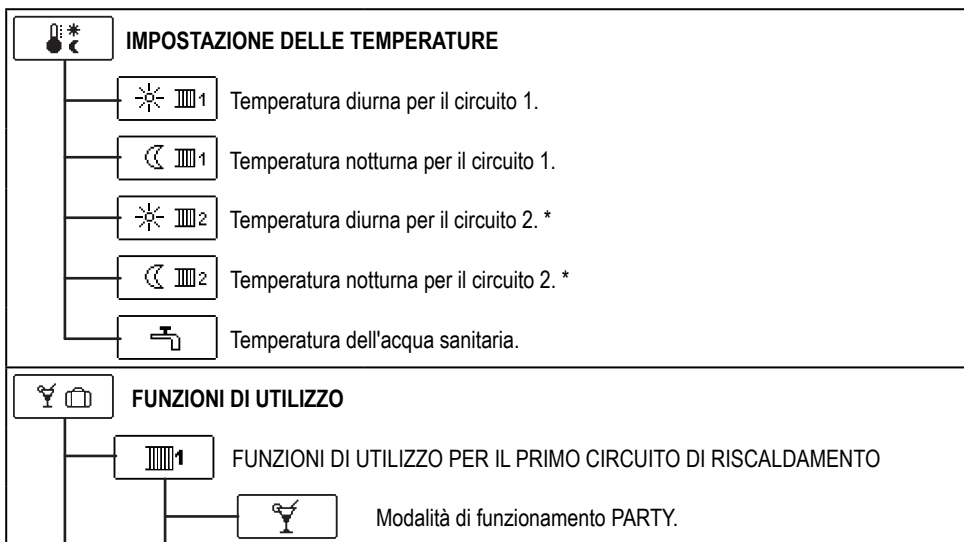 IMPOSTAZIONE DELLE TEMPERATURE
1 Temperatura diurna per il circuito 1.
1 Temperatura notturna per il circuito 1.
2 Temperatura diurna per il circuito 2. *
2 Temperatura notturna per il circuito 2. *
Temperatura dell'acqua sanitaria.
FUNZIONI DI UTILIZZO
1 FUNZIONI DI UTILIZZO PER IL PRIMO CIRCUITO DI RISCALDAMENTO
Modalità di funzionamento PARTY.